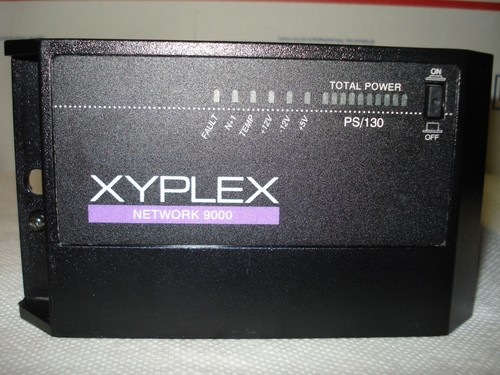 ON
TOTAL POWER
FAULT
N+1
TEMP
+12V
-12V
+5V
PS/130
OFF
XYPLEX
NETWORK 9000